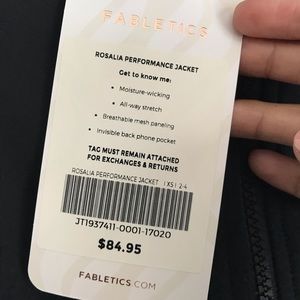 FABLETICS
ROSALIA PERFORMANCE JACKET
Get to know me:
• Moisture-wicking
• All-way stretch
• Breathable mesh paneling
• Invisible back phone pocket
TAG MUST REMAIN ATTACHED
FOR EXCHANGES & RETURNS
ROSALIA PERFORMANCE JACKET | XS | 2-4
JT1937411-0001-17020
$84.95
FABLETICS.COM